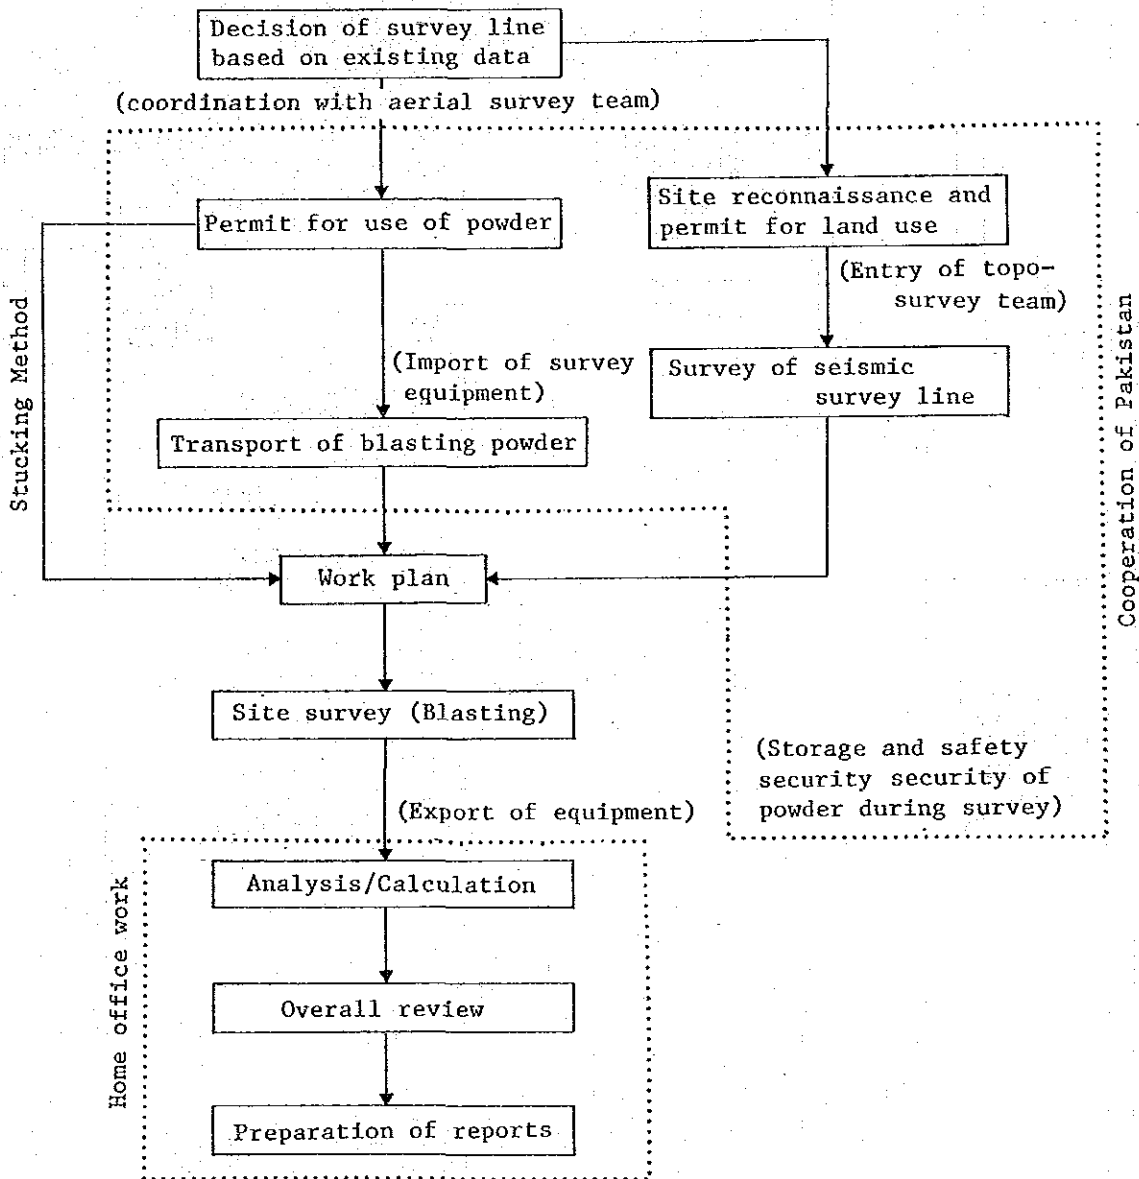 Decision of survey line
based on existing data
(coordination with aerial survey team)
Permit for use of powder
Site reconnaissance and
permit for land use
(Entry of topo-
survey team)
Stucking Method
(Import of survey
equipment)
Survey of seismic
survey line
Cooperation of Pakistan
Transport of blasting powder
Work plan
Site survey (Blasting)
(Storage and safety
security security of
powder during survey)
(Export of equipment)
Home office work
Analysis/Calculation
Overall review
Preparation of reports